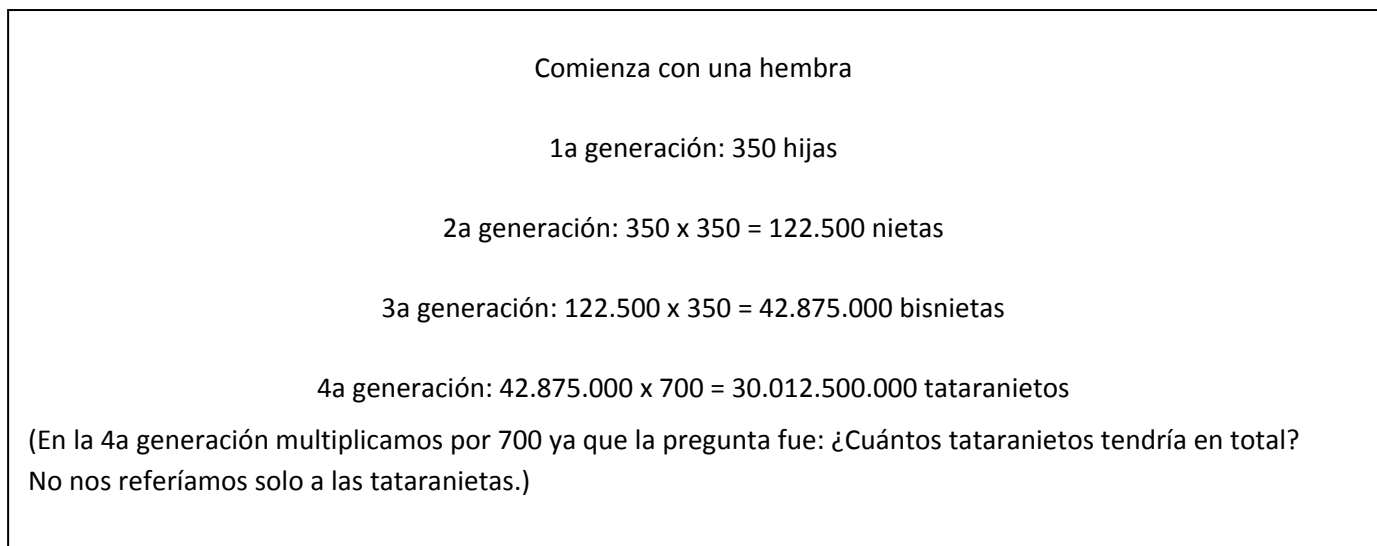 Comienza con una hembra
1a generación: 350 hijas
2a generación: 350 x 350 = 122.500 nietas
3a generación: 122.500 x 350 = 42.875.000 bisnietas
4a generación: 42.875.000 x 700 = 30.012.500.000 tataranietos
(En la 4a generación multiplicamos por 700 ya que la pregunta fue: ¿Cuántos tataranietos tendría en total?
No nos referíamos solo a las tataranietas.)